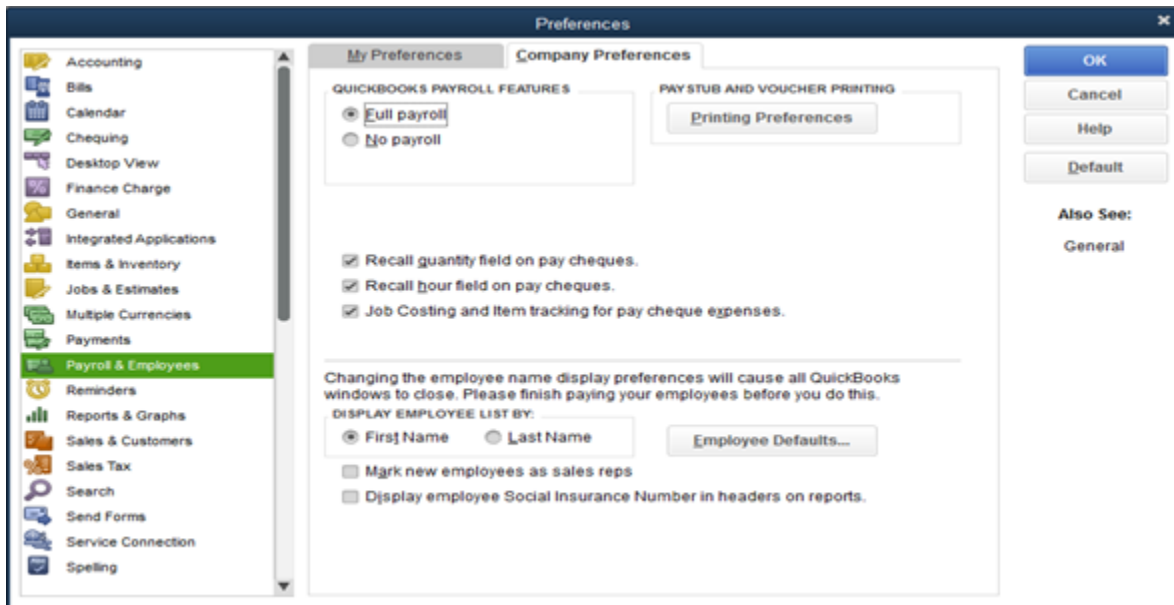 Preferences
Accounting
Bills
Calendar
Chequing
Desktop View
Finance Charge
General
Integrated Applications
Items & Inventory
Jobs & Estimates
Multiple Currencies
Payments
Payroll & Employees
Reminders
Reports & Graphs
Sales & Customers
Sales Tax
Search
Send Forms
Service Connection
Spelling
My Preferences
Company Preferences
QUICKBOOKS PAYROLL FEATURES
Full payroll
No payroll
PAY STUB AND VOUCHER PRINTING
Printing Preferences
Recall quantity field on pay cheques.
Recall hour field on pay cheques.
Job Costing and Item tracking for pay cheque expenses.
Changing the employee name display preferences will cause all QuickBooks
windows to close. Please finish paying your employees before you do this.
DISPLAY EMPLOYEE LIST BY:
First Name
Last Name
Employee Defaults...
Mark new employees as sales reps
Display employee Social Insurance Number in headers on reports.
OK
Cancel
Help
Default
Also See:
General